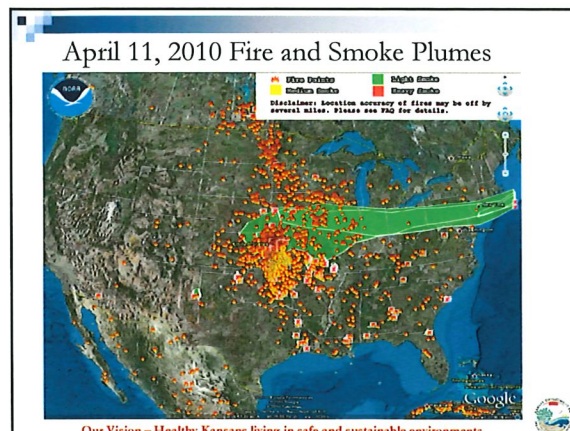 April 11, 2010 Fire and Smoke Plumes
NOAA
Fire Points
Light Smoke
Medium Smoke
Heavy Smoke
Disclaimer: Location accuracy of fires may be off by
several miles. Please see FAQ for details.
Google
Our Vision – Healthy Kansans living in safe and sustainable environments